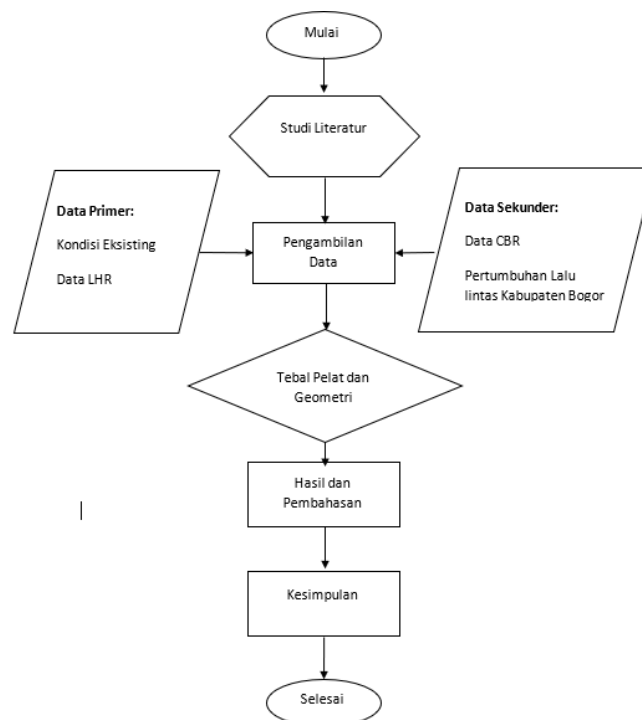 Mulai
Studi Literatur
Data Primer:
Kondisi Eksisting
Data LHR
Pengambilan
Data
Data Sekunder:
Data CBR
Pertumbuhan Lalu
lintas Kabupaten Bogor
Tebal Pelat dan
Geometri
Hasil dan
Pembahasan
Kesimpulan
Selesai